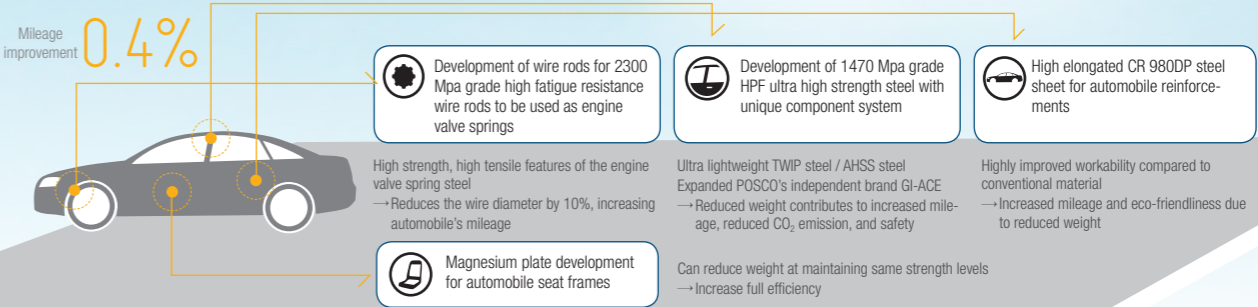 Mileage
improvement
0.4%
Development of wire rods for 2300
Mpa grade high fatigue resistance
wire rods to be used as engine
valve springs
High strength, high tensile features of the engine
valve spring steel
→Reduces the wire diameter by 10%, increasing
automobile's mileage
Development of 1470 Mpa grade
HPF ultra high strength steel with
unique component system
Ultra lightweight TWIP steel / AHSS steel
Expanded POSCO's independent brand GI-ACE
→Reduced weight contributes to increased mile-
age, reduced CO₂ emission, and safety
High elongated CR 980DP steel
sheet for automobile reinforce-
ments
Highly improved workability compared to
conventional material
→Increased mileage and eco-friendliness due
to reduced weight
Magnesium plate development
for automobile seat frames
Can reduce weight at maintaining same strength levels
→Increase full efficiency